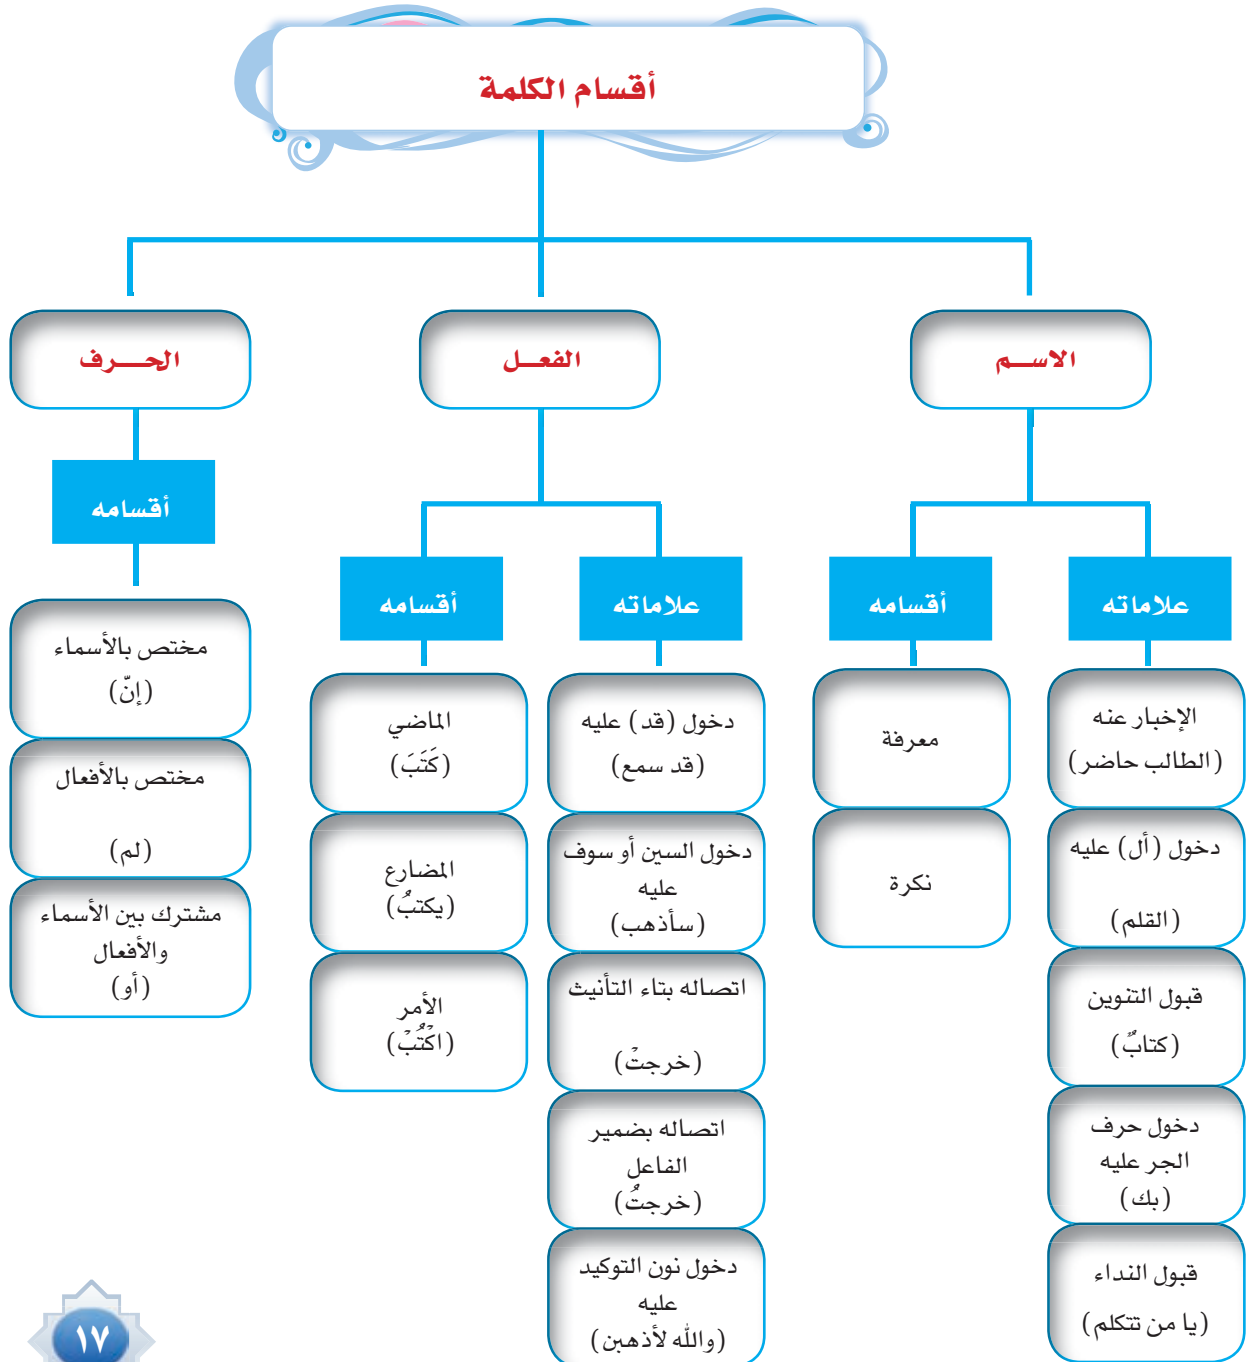 أقسام الكلمة
الاســم
الفعــل
الحــرف
علاماته
أقسامه
علاماته
أقسامه
أقسامه
الإخبار عنه
(الطالب حاضر)
دخول (أل) عليه
(القلم)
قبول التنوين
(كتابٌ)
دخول حرف
الجر عليه
(بك)
قبول النداء
(يا من تتكلم)
معرفة
نكرة
دخول (قد) عليه
(قد سمع)
دخول السين أو سوف
عليه
(سأذهب)
اتصاله بتاء التأنيث
(خرجتْ)
اتصاله بضمير
الفاعل
(خرجتُ)
دخول نون التوكيد
عليه
(والله لأذهبن)
الماضي
(كَتَبَ)
المضارع
(يكتبُ)
الأمر
(اكْتُبْ)
مختص بالأسماء
(إنّ)
مختص بالأفعال
(لم)
مشترك بين الأسماء
والأفعال
(أو)
١٧